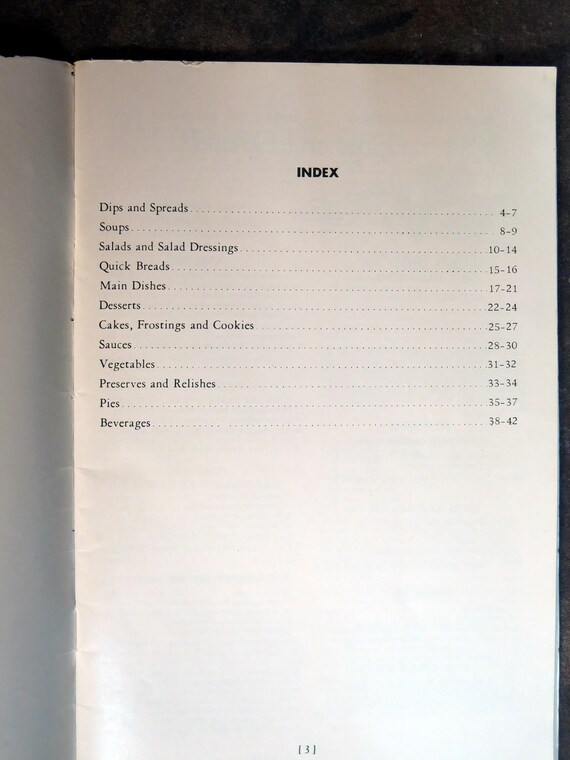 INDEX
Dips and Spreads 4-7
Soups 8-9
Salads and Salad Dressings 10-14
Quick Breads 15-16
Main Dishes 17-21
Desserts 22-24
Cakes, Frostings and Cookies 25-27
Sauces 28-30
Vegetables 31-32
Preserves and Relishes 33-34
Pies 35-37
Beverages 38-42
[3]